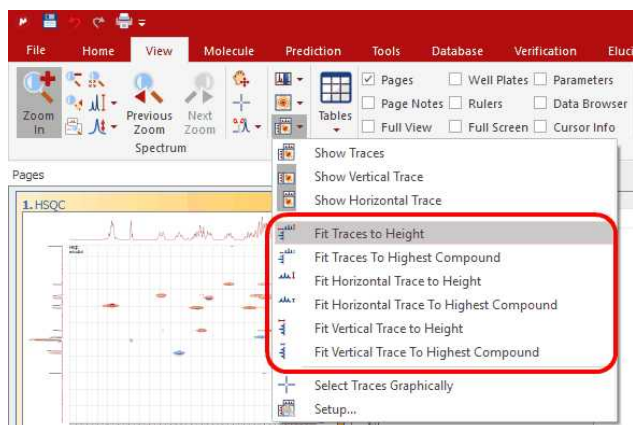 File Home View Molecule Prediction Tools Database Verification Eluci
Zoom In
Previous Zoom
Next Zoom
Spectrum
Tables
Pages Well Plates Parameters
Page Notes Rulers Data Browser
Full View Full Screen Cursor Info
Show Traces
Pages
Show Vertical Trace
1. HSQC
Show Horizontal Trace
Fit Traces to Height
Fit Traces To Highest Compound
Fit Horizontal Trace to Height
Fit Horizontal Trace To Highest Compound
Fit Vertical Trace to Height
Fit Vertical Trace To Highest Compound
Select Traces Graphically
Setup...